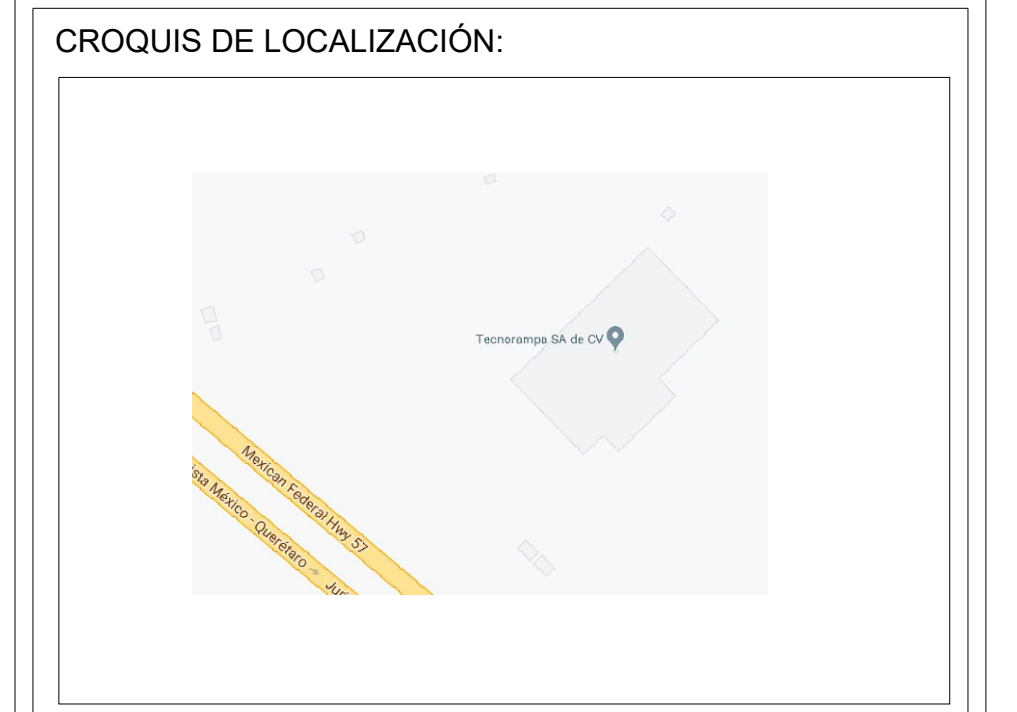 CROQUIS DE LOCALIZACIÓN:
Tecnorampa SA de CV
Mexican Federal Hwy 57
ista México - Querétaro